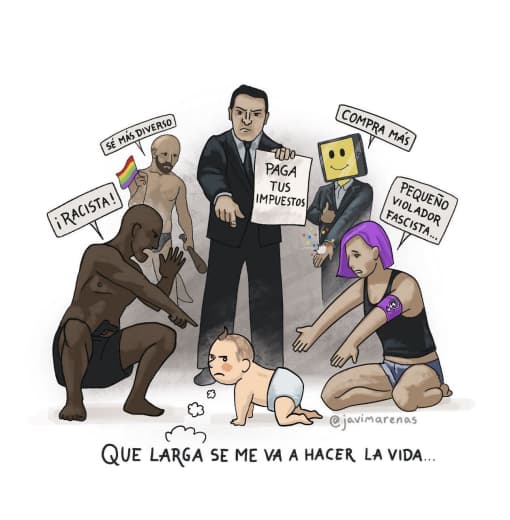 SÉ MÁS DIVERSO
COMPRA MÁS
PAGA
TUS
IMPUESTOS
¡RACISTA!
PEQUEÑO
VIOLADOR
FASCISTA...
@javimarenas
QUE LARGA SE ME VA A HACER LA VIDA...